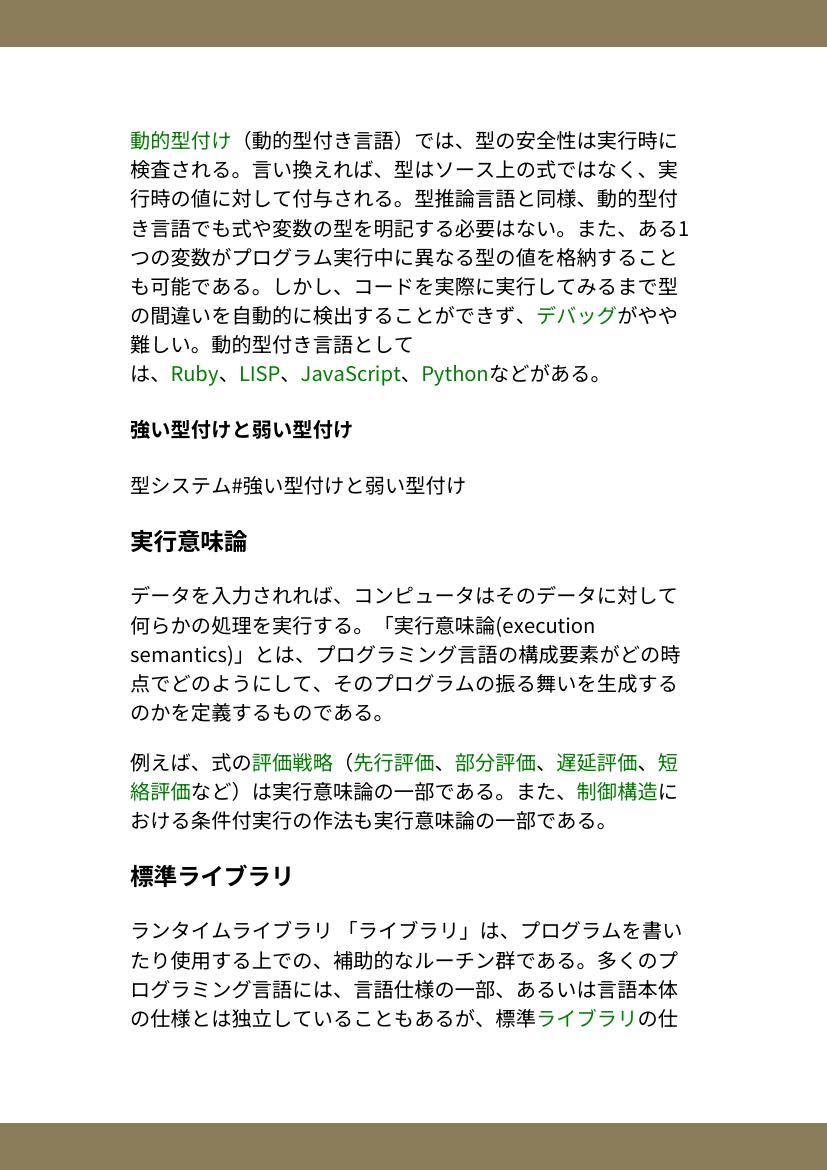 動的型付け（動的型付き言語）では、型の安全性は実行時に
検査される。言い換えれば、型はソース上の式ではなく、実
行時の値に対して付与される。型推論言語と同様、動的型付
き言語でも式や変数の型を明記する必要はない。また、ある1
つの変数がプログラム実行中に異なる型の値を格納すること
も可能である。しかし、コードを実際に実行してみるまで型
の間違いを自動的に検出することができず、デバッグがやや
難しい。動的型付き言語として
は、Ruby、LISP、JavaScript、Pythonなどがある。
強い型付けと弱い型付け
型システム#強い型付けと弱い型付け
実行意味論
データを入力されれば、コンピュータはそのデータに対して
何らかの処理を実行する。「実行意味論(execution
semantics)」とは、プログラミング言語の構成要素がどの時
点でどのようにして、そのプログラムの振る舞いを生成する
のかを定義するものである。
例えば、式の評価戦略（先行評価、部分評価、遅延評価、短
絡評価など）は実行意味論の一部である。また、制御構造に
おける条件付実行の作法も実行意味論の一部である。
標準ライブラリ
ランタイムライブラリ 「ライブラリ」は、プログラムを書い
たり使用する上での、補助的なルーチン群である。多くのプ
ログラミング言語には、言語仕様の一部、あるいは言語本体
の仕様とは独立していることもあるが、標準ライブラリの仕